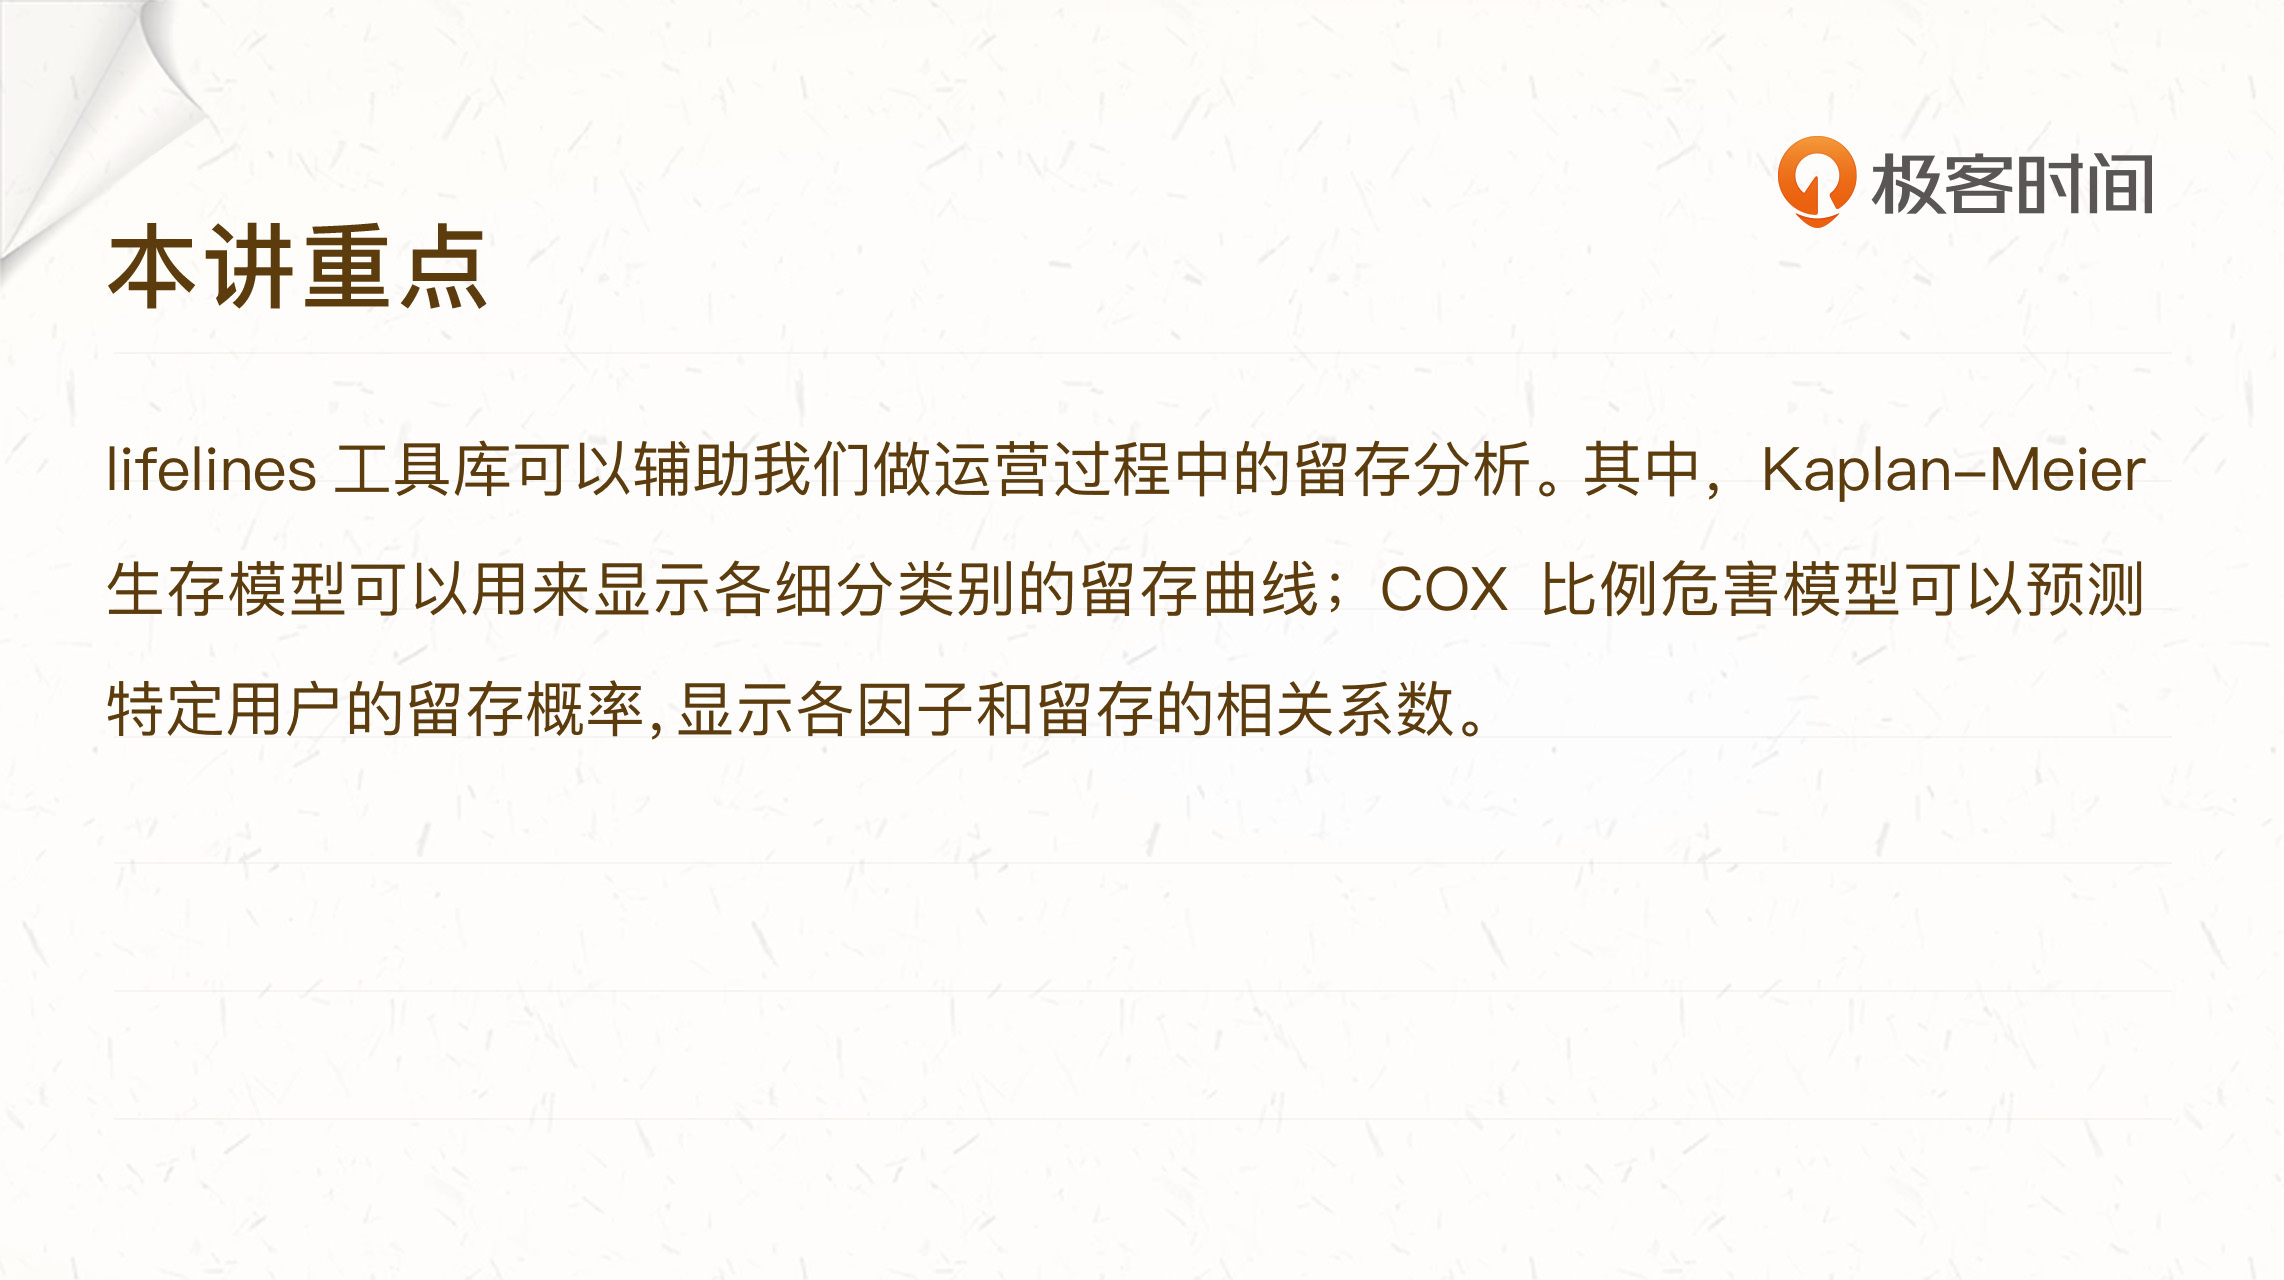 极客时间
本讲重点
lifelines 工具库可以辅助我们做运营过程中的留存分析。其中，Kaplan–Meier
生存模型可以用来显示各细分类别的留存曲线；COX 比例危害模型可以预测
特定用户的留存概率，显示各因子和留存的相关系数。